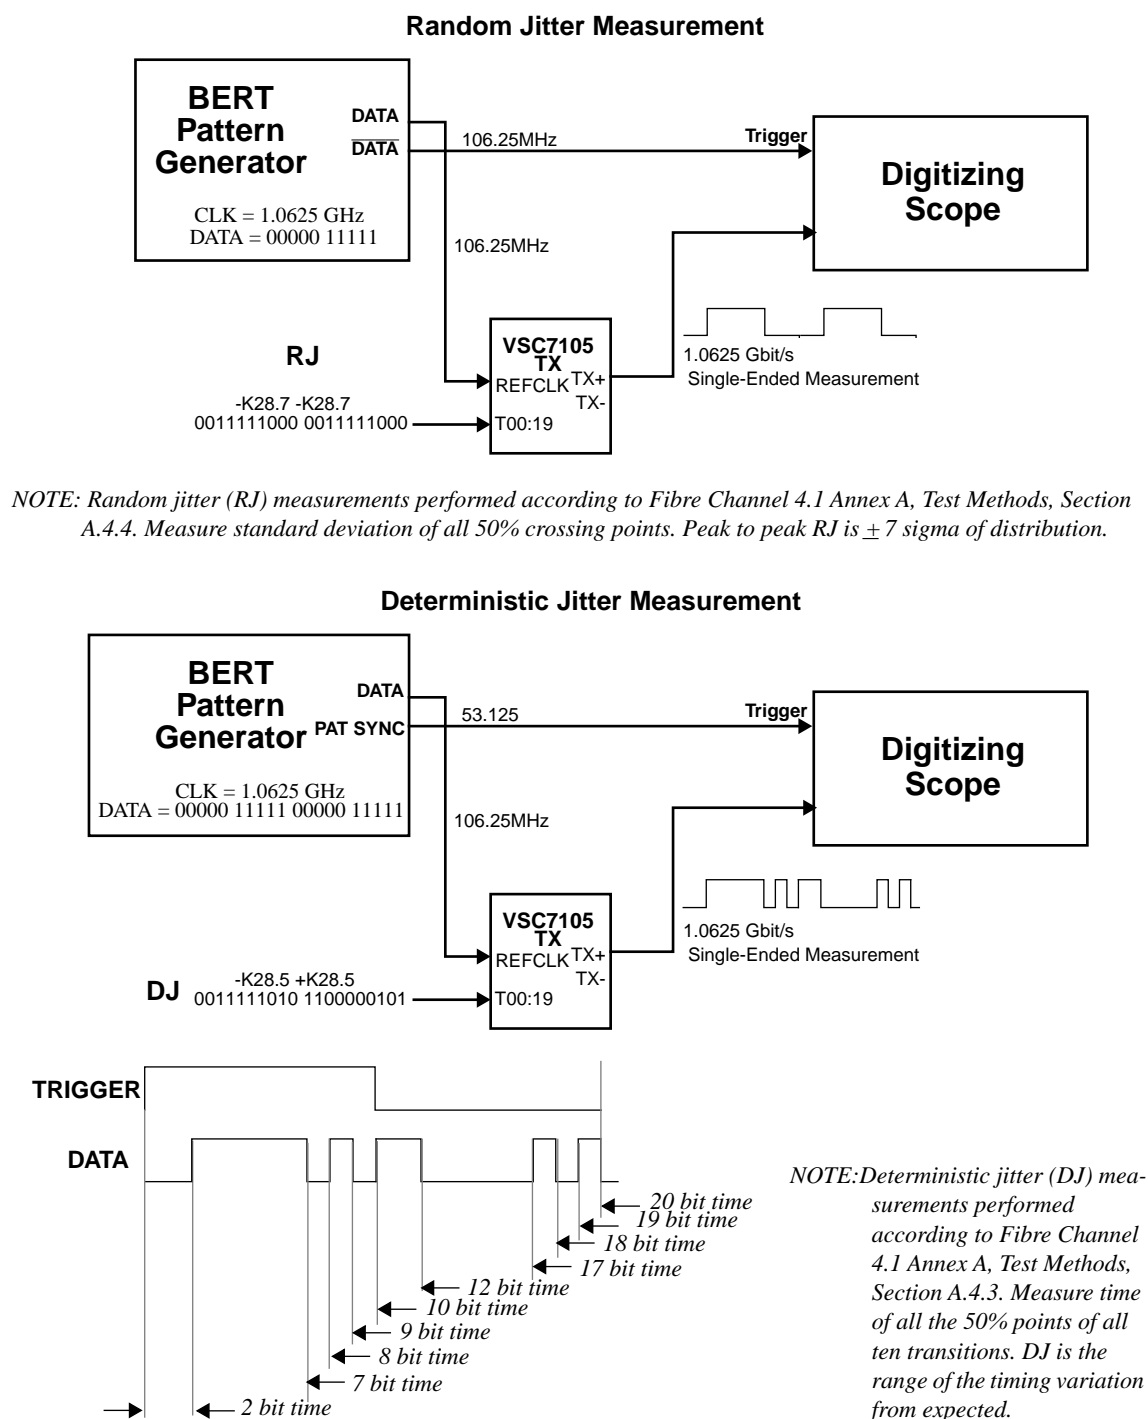 Random Jitter Measurement
BERT
Pattern
Generator
DATA
DATA
CLK = 1.0625 GHz
DATA = 00000 11111
106.25MHz
Trigger
Digitizing
Scope
106.25MHz
RJ
-K28.7 -K28.7
0011111000 0011111000
VSC7105
TX
REFCLK
TX+
TX-
T00:19
1.0625 Gbit/s
Single-Ended Measurement
NOTE: Random jitter (RJ) measurements performed according to Fibre Channel 4.1 Annex A, Test Methods, Section
A.4.4. Measure standard deviation of all 50% crossing points. Peak to peak RJ is ± 7 sigma of distribution.
Deterministic Jitter Measurement
BERT
Pattern
Generator
DATA
PAT SYNC
CLK = 1.0625 GHz
DATA = 00000 11111 00000 11111
53.125
Trigger
Digitizing
Scope
106.25MHz
DJ
-K28.5 +K28.5
0011111010 1100000101
VSC7105
TX
REFCLK
TX+
TX-
T00:19
1.0625 Gbit/s
Single-Ended Measurement
TRIGGER
DATA
20 bit time
19 bit time
18 bit time
17 bit time
12 bit time
10 bit time
9 bit time
8 bit time
7 bit time
2 bit time
NOTE:Deterministic jitter (DJ) mea-
surements performed
according to Fibre Channel
4.1 Annex A, Test Methods,
Section A.4.3. Measure time
of all the 50% points of all
ten transitions. DJ is the
range of the timing variation
from expected.